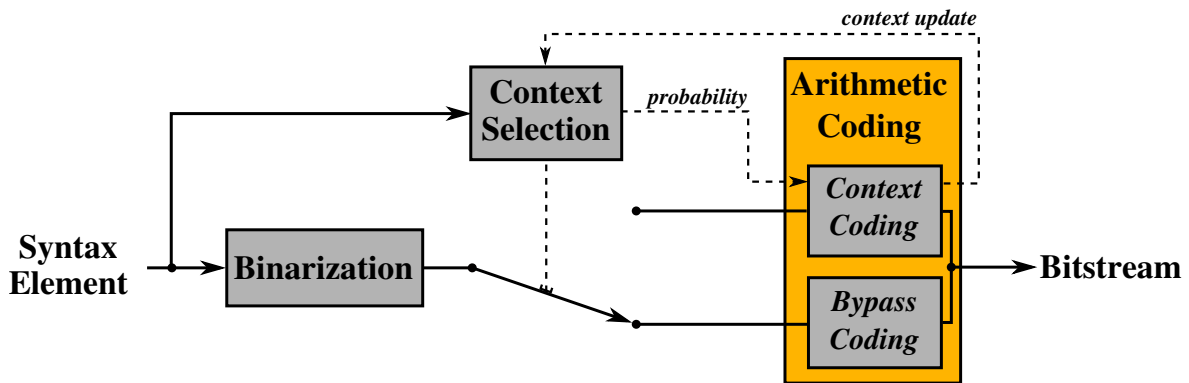 context update
Context
Selection
probability
Arithmetic
Coding
Context
Coding
Syntax
Element
Binarization
Bitstream
Bypass
Coding